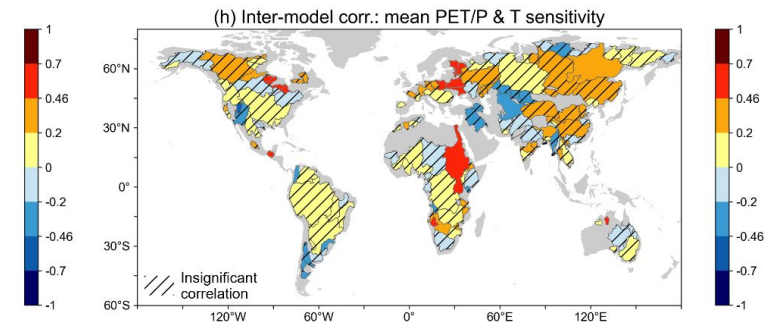 (h) Inter-model corr.: mean PET/P & T sensitivity
1
0.7
0.46
0.2
0
-0.2
-0.46
-0.7
-1
60°N
30°N
0°
30°S
60°S
Insignificant
correlation
120°W
60°W
0°
60°E
120°E
1
0.7
0.46
0.2
0
-0.2
-0.46
-0.7
-1